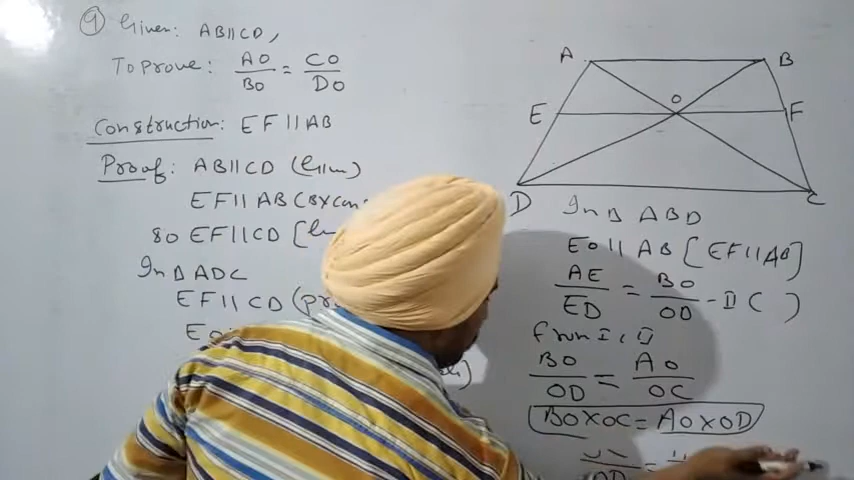 9 Given: AB||CD,
To prove: AO/BO = CO/DO
Construction: EF||AB
Proof: AB||CD (Given)
EF||AB (By con
SO EF||CD [
In Δ ADC
EF||CD (pr
EO
A B
E O F
D C
In Δ ABD
EO||AB [EF||AB]
AE/ED = BO/OD - II ( )
From I, II
BO/OD = AO/OC
BO×OC = AO×OD
OD =